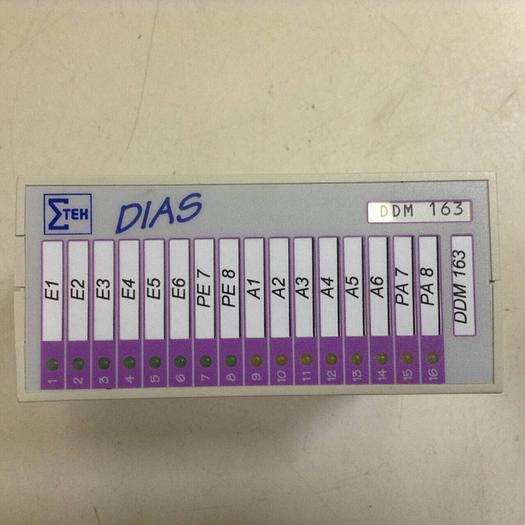 ΣTEK
DIAS
DDM 163
E1
E2
E3
E4
E5
E6
PE 7
PE 8
A1
A2
A3
A4
A5
A6
PA 7
PA 8
DDM 163
1 2 3 4 5 6 7 8 9 10 11 12 13 14 15 16